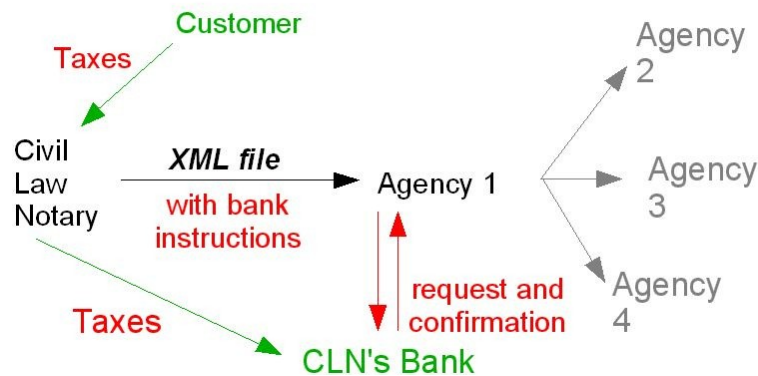 Customer
Taxes
Agency
2
Civil
Law
Notary
XML file
with bank
instructions
Agency 1
Agency
3
request and
confirmation
Agency
4
Taxes
CLN's Bank